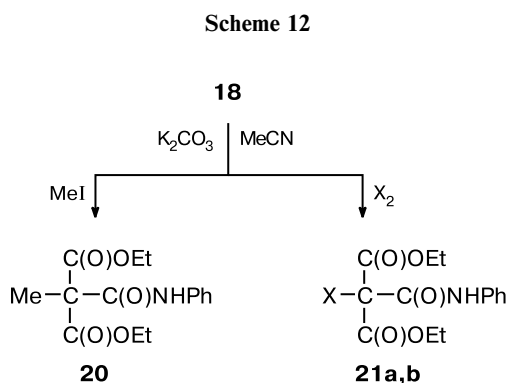 Scheme 12
18
K₂CO₃ MeCN
MeI X₂
C(O)OEt C(O)OEt
Me—C—C(O)NHPh X—C—C(O)NHPh
C(O)OEt C(O)OEt
20 21a,b